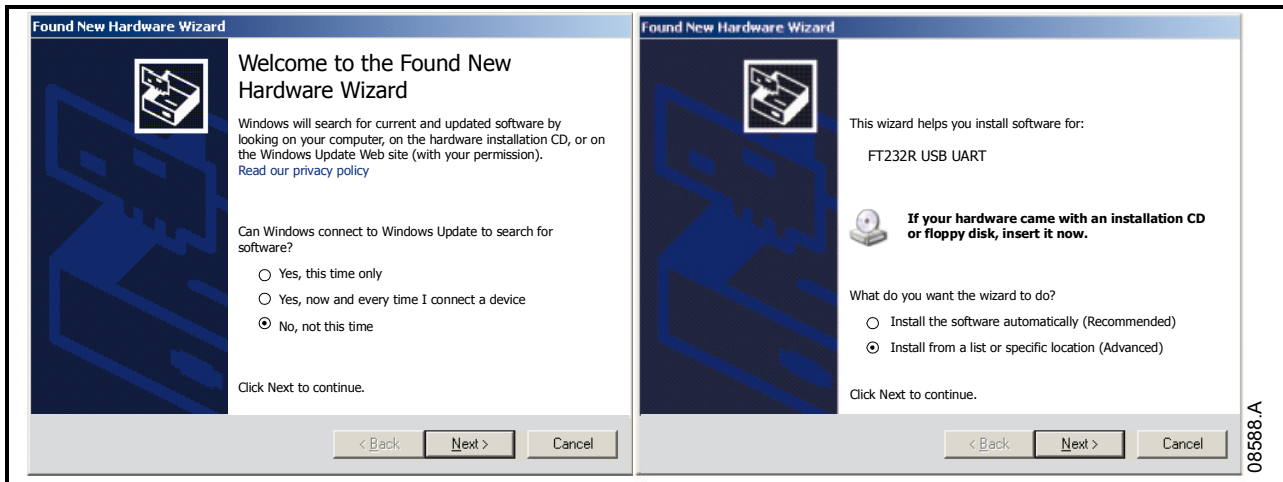 Found New Hardware Wizard
Welcome to the Found New
Hardware Wizard
Windows will search for current and updated software by
looking on your computer, on the hardware installation CD, or on
the Windows Update Web site (with your permission).
Read our privacy policy
Can Windows connect to Windows Update to search for
software?
Yes, this time only
Yes, now and every time I connect a device
No, not this time
Click Next to continue.
< Back
Next >
Cancel
Found New Hardware Wizard
This wizard helps you install software for:
FT232R USB UART
If your hardware came with an installation CD
or floppy disk, insert it now.
What do you want the wizard to do?
Install the software automatically (Recommended)
Install from a list or specific location (Advanced)
Click Next to continue.
< Back
Next >
Cancel
08588.A